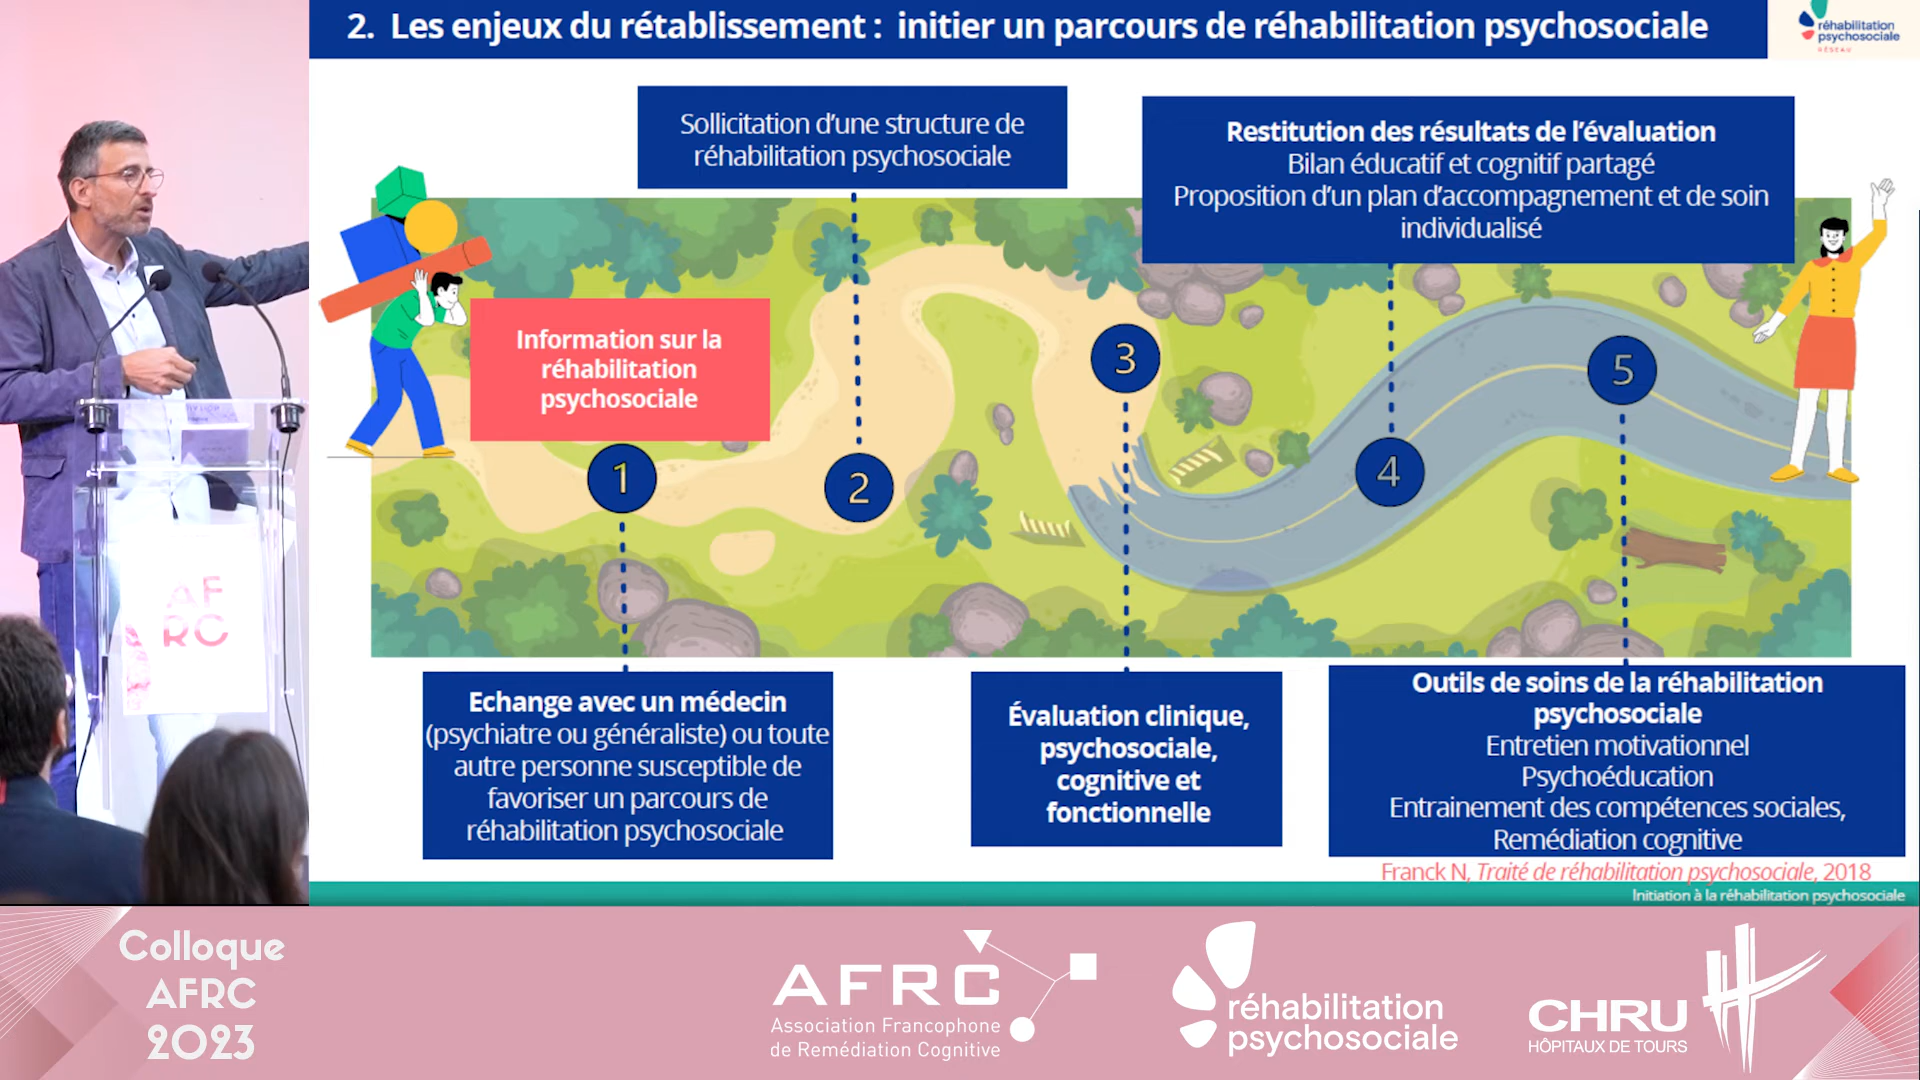 2. Les enjeux du rétablissement : initier un parcours de réhabilitation psychosociale
réhabilitation
psychosociale
RÉSEAU
Sollicitation d'une structure de
réhabilitation psychosociale
Restitution des résultats de l'évaluation
Bilan éducatif et cognitif partagé
Proposition d'un plan d'accompagnement et de soin
individualisé
Information sur la
réhabilitation
psychosociale
1
2
3
4
5
Echange avec un médecin
(psychiatre ou généraliste) ou toute
autre personne susceptible de
favoriser un parcours de
réhabilitation psychosociale
Évaluation clinique,
psychosociale,
cognitive et
fonctionnelle
Outils de soins de la réhabilitation
psychosociale
Entretien motivationnel
Psychoéducation
Entrainement des compétences sociales,
Remédiation cognitive
Franck N, Traité de réhabilitation psychosociale, 2018
Initiation à la réhabilitation psychosociale
AF
RC
Colloque
AFRC
2023
AFRC
Association Francophone
de Remédiation Cognitive
réhabilitation
psychosociale
CHRU
HÔPITAUX DE TOURS